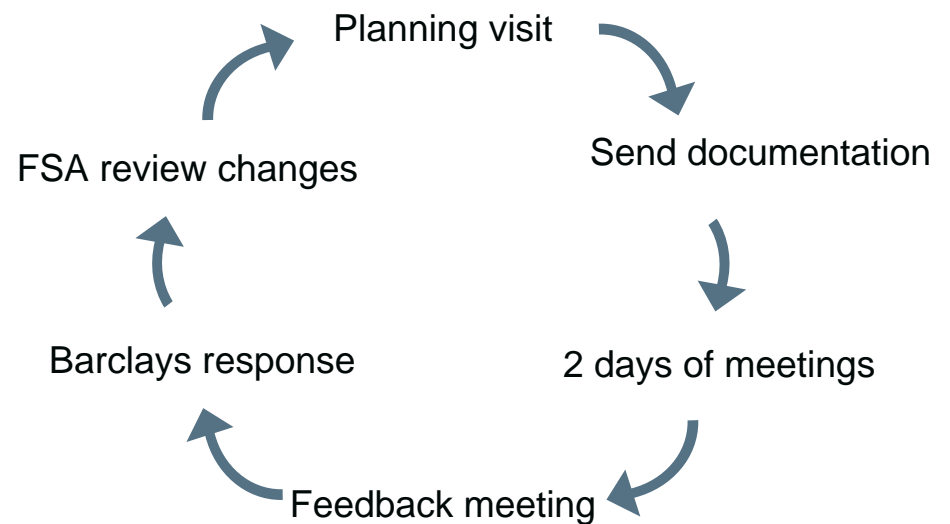 Planning visit
Send documentation
2 days of meetings
Feedback meeting
Barclays response
FSA review changes